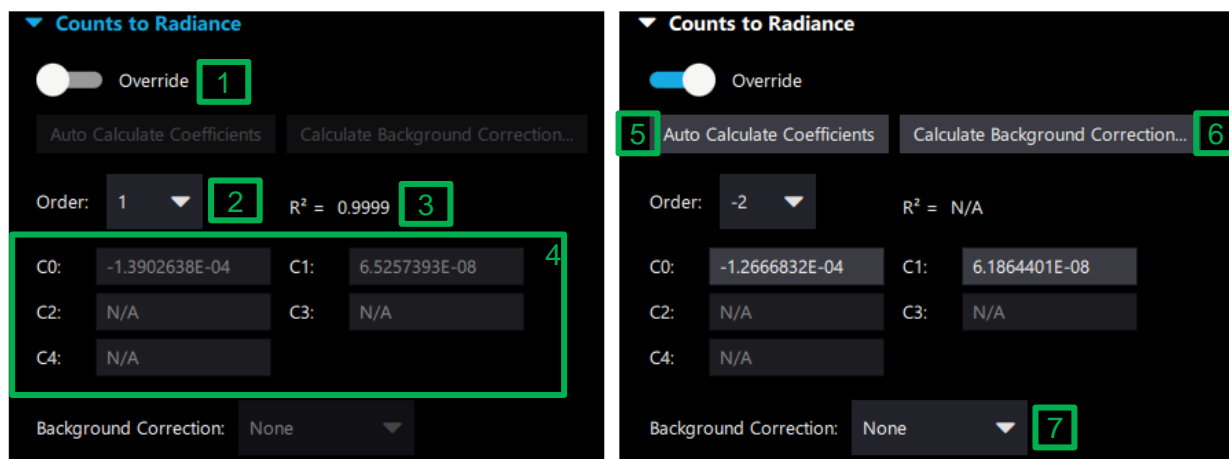 Counts to Radiance
Override 1
Auto Calculate Coefficients Calculate Background Correction...
Order: 1 2 R² = 0.9999 3
4
C0: -1.3902638E-04 C1: 6.5257393E-08
C2: N/A C3: N/A
C4: N/A
Background Correction: None
Counts to Radiance
Override
5 Auto Calculate Coefficients Calculate Background Correction... 6
Order: -2 R² = N/A
C0: -1.2666832E-04 C1: 6.1864401E-08
C2: N/A C3: N/A
C4: N/A
Background Correction: None 7